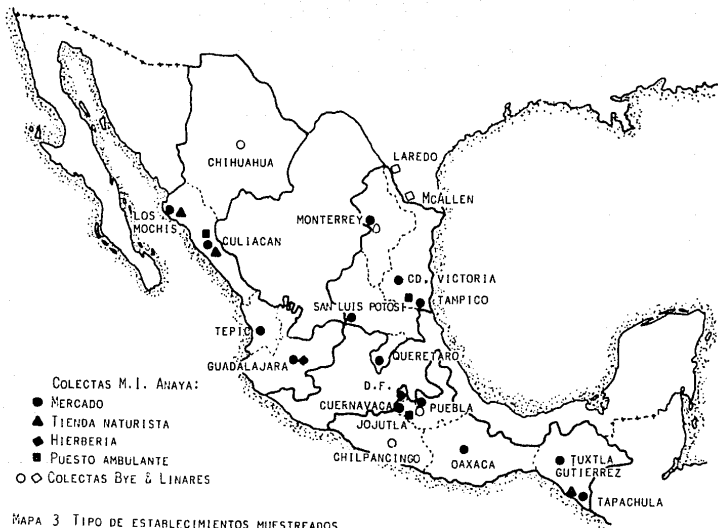 CHIHUAHUA
LAREDO
MCALLEN
LOS
MOCHIS
MONTERREY
CULIACAN
CD. VICTORIA
SAN LUIS POTOSI
TAMPICO
TEPIC
QUERETARO
GUADALAJARA
D.F.
CUERNAVACA
PUEBLA
JOJUTLA
CHILPANCINGO
OAXACA
TUXTLA
GUTIERREZ
TAPACHULA
COLECTAS M.I. ANAYA:
MERCADO
TIENDA NATURISTA
HIERBERIA
PUESTO AMBULANTE
COLECTAS BYE & LINARES
MAPA 3 TIPO DE ESTABLECIMIENTOS MUESTREADOS